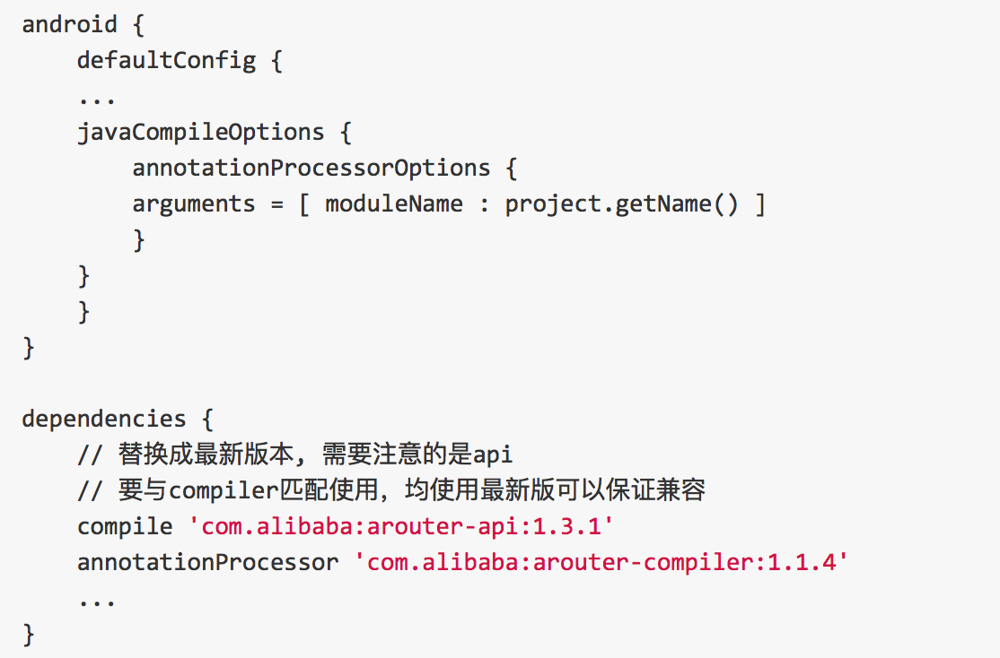 android {
    defaultConfig {
    ...
    javaCompileOptions {
        annotationProcessorOptions {
        arguments = [ moduleName : project.getName() ]
        }
    }
    }
}

dependencies {
    // 替换成最新版本, 需要注意的是api
    // 要与compiler匹配使用，均使用最新版可以保证兼容
    compile 'com.alibaba:arouter-api:1.3.1'
    annotationProcessor 'com.alibaba:arouter-compiler:1.1.4'
    ...
}